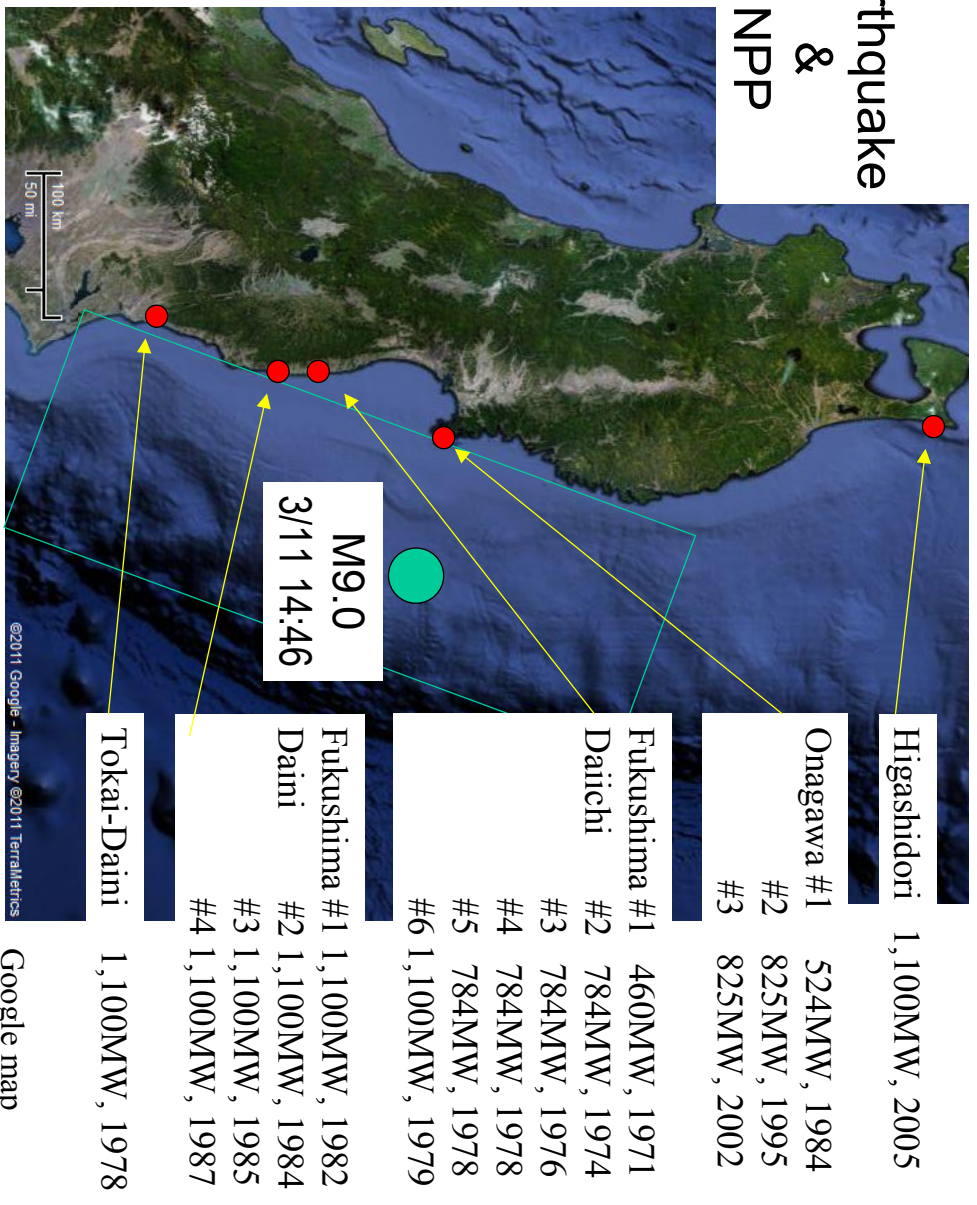 rthquake
&
NPP
Higashidori 1,100MW, 2005
Onagawa #1 524MW, 1984
#2 825MW, 1995
#3 825MW, 2002
Fukushima #1 460MW, 1971
Daiichi #2 784MW, 1974
#3 784MW, 1976
#4 784MW, 1978
#5 784MW, 1978
#6 1,100MW, 1979
Fukushima #1 1,100MW, 1982
Daini #2 1,100MW, 1984
#3 1,100MW, 1985
#4 1,100MW, 1987
Tokai-Daini 1,100MW, 1978
M9.0
3/11 14:46
100 km
50 mi
©2011 Google - Imagery ©2011 TerraMetrics
Google map